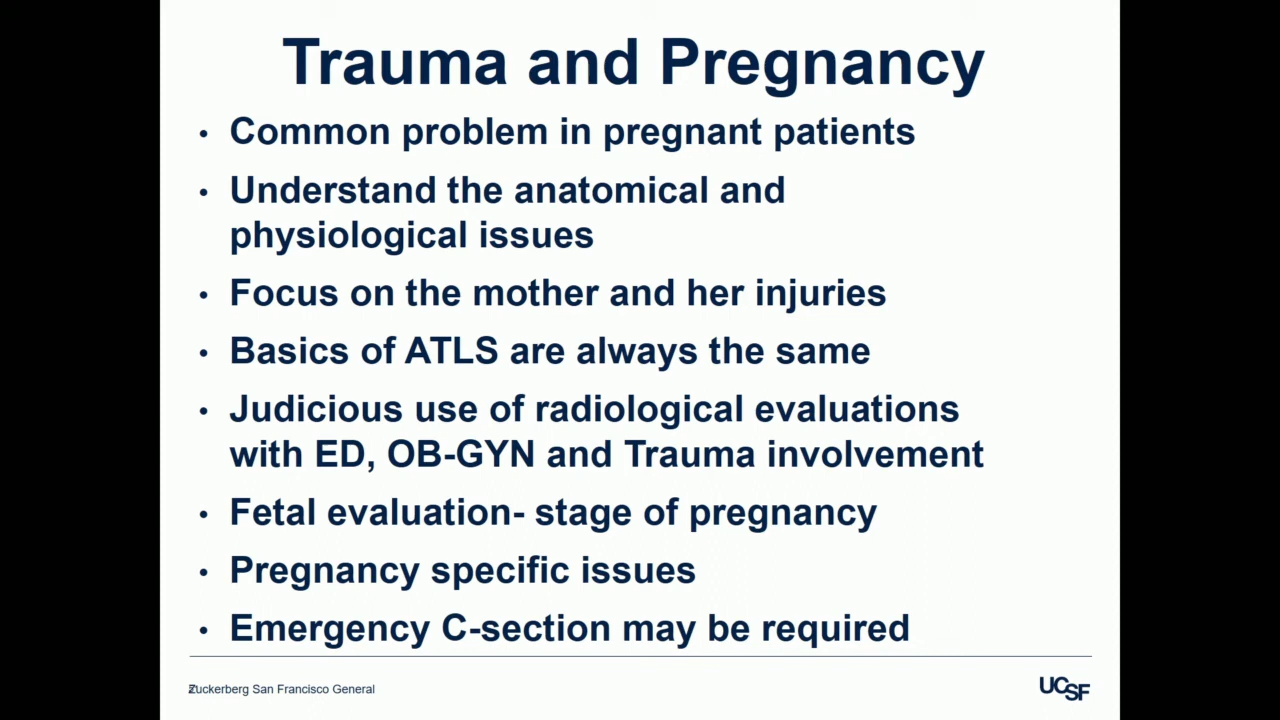 Trauma and Pregnancy
• Common problem in pregnant patients
• Understand the anatomical and
physiological issues
• Focus on the mother and her injuries
• Basics of ATLS are always the same
• Judicious use of radiological evaluations
with ED, OB-GYN and Trauma involvement
• Fetal evaluation- stage of pregnancy
• Pregnancy specific issues
• Emergency C-section may be required
Zuckerberg San Francisco General
UCSF